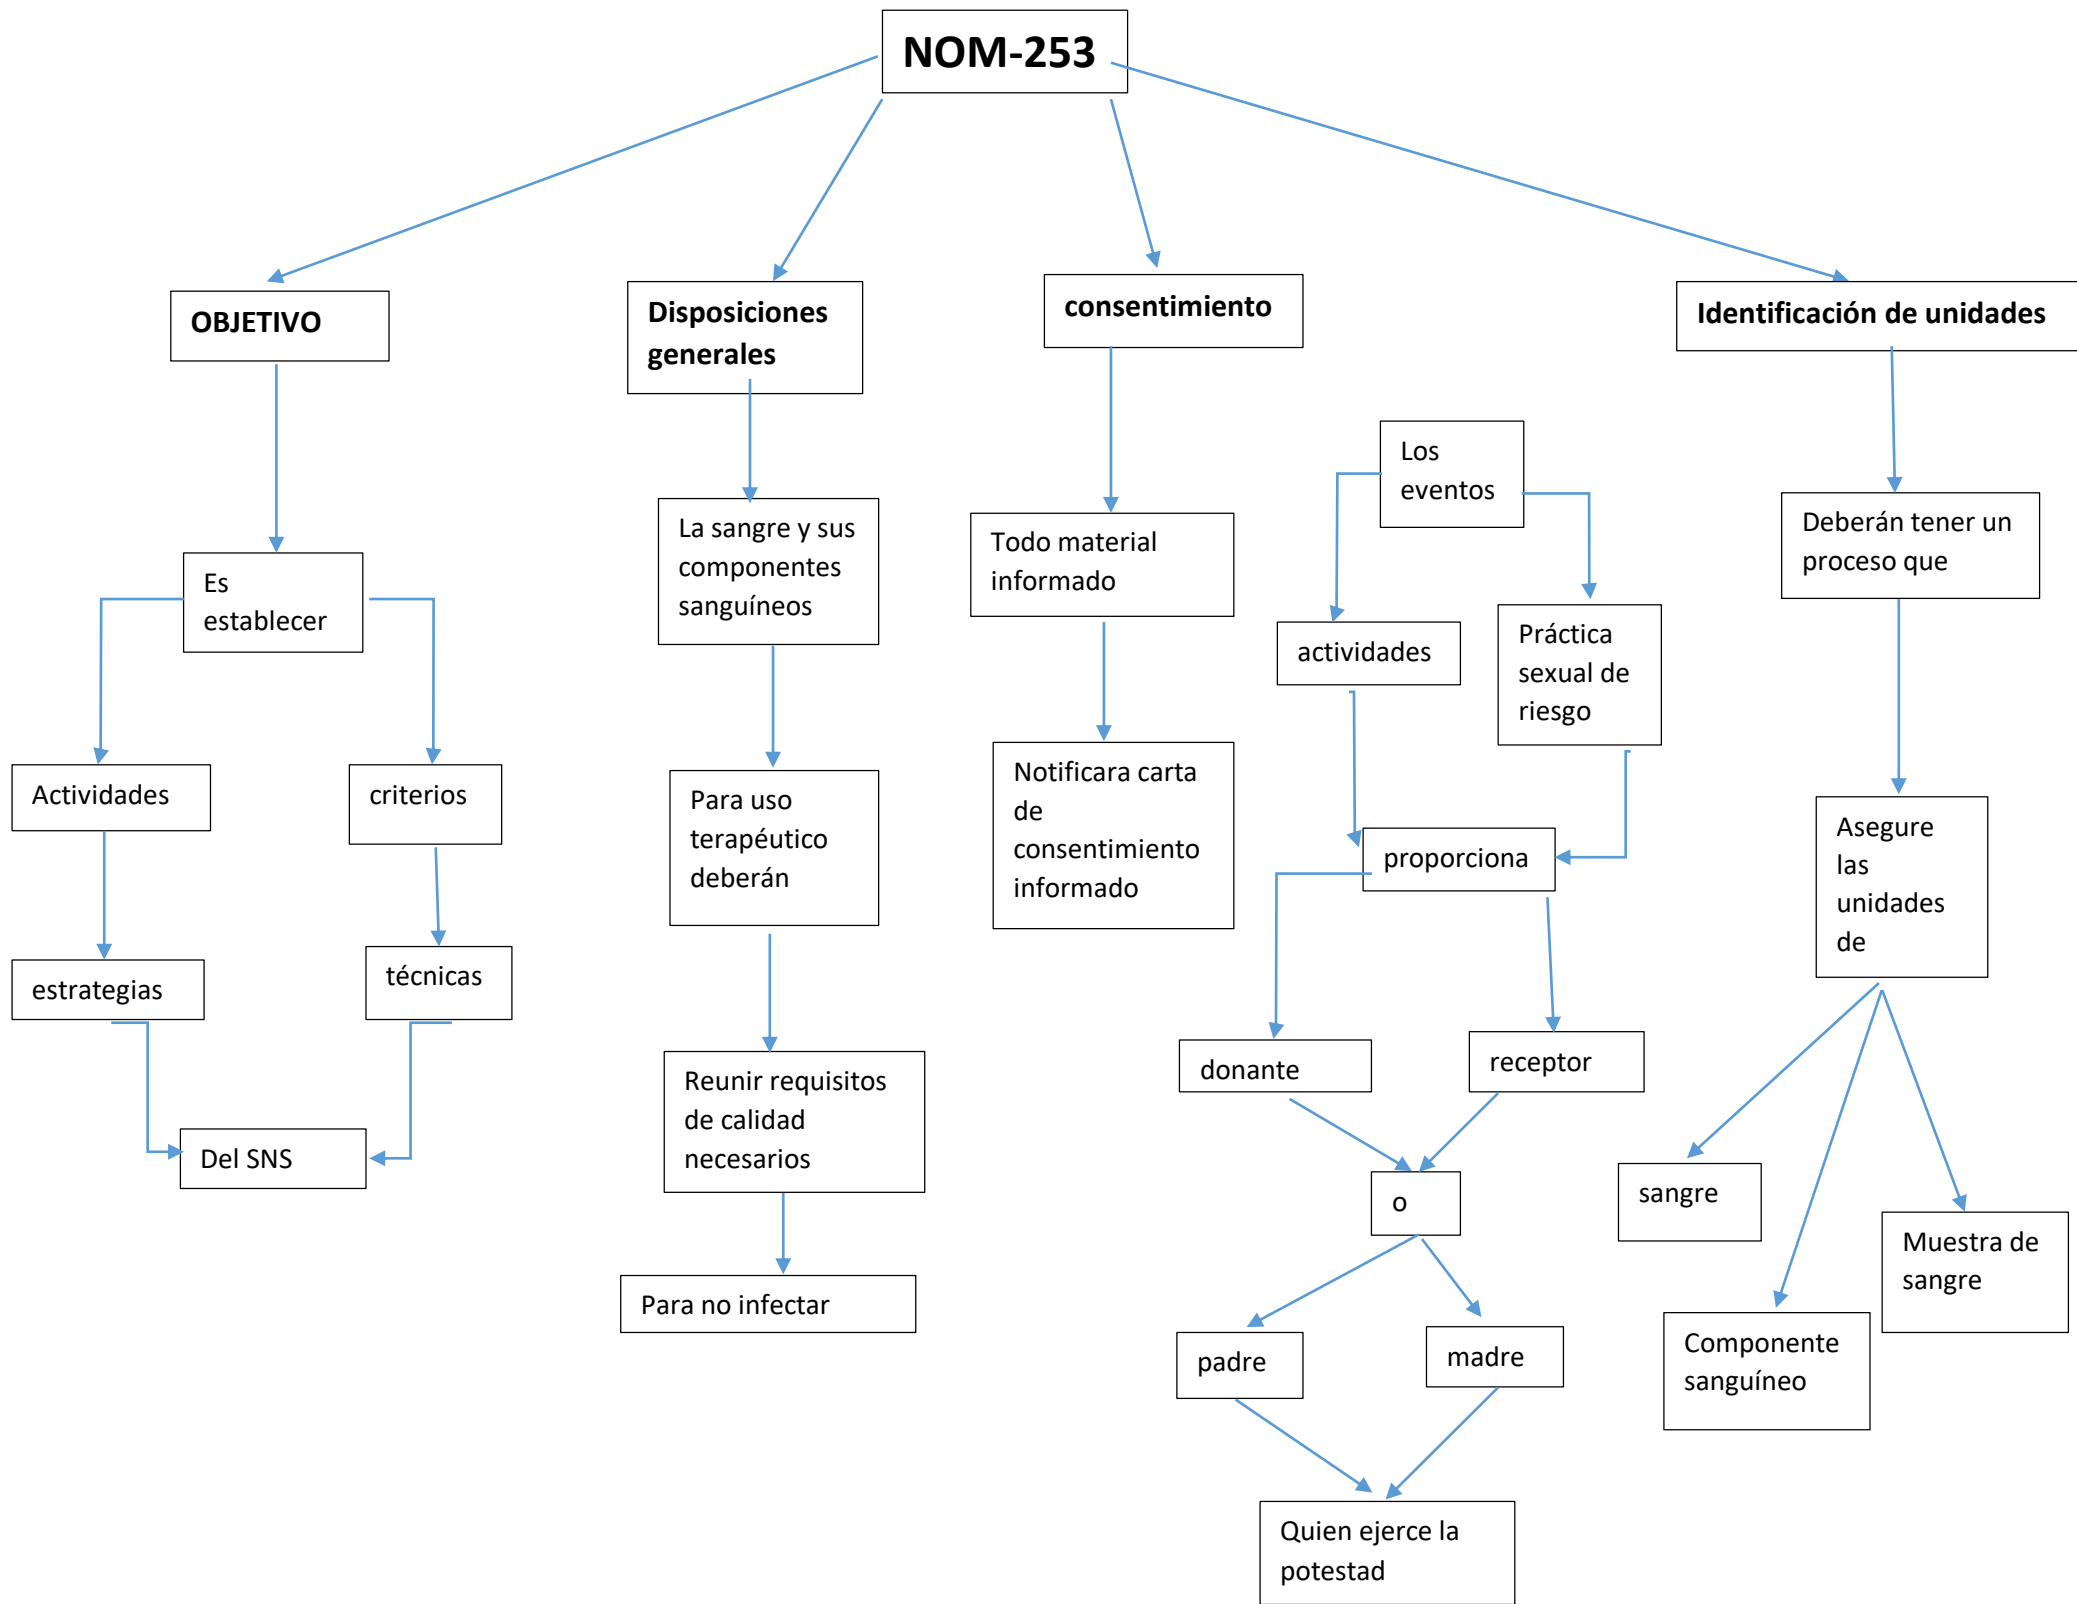 NOM-253
OBJETIVO
Es
establecer
Actividades
criterios
estrategias
técnicas
Del SNS
Disposiciones
generales
La sangre y sus
componentes
sanguíneos
Para uso
terapéutico
deberán
Reunir requisitos
de calidad
necesarios
Para no infectar
consentimiento
Todo material
informado
Notificara carta
de
consentimiento
informado
Los
eventos
actividades
Práctica
sexual de
riesgo
proporciona
donante
receptor
o
padre
madre
Quien ejerce la
potestad
Identificación de unidades
Deberán tener un
proceso que
Asegure
las
unidades
de
sangre
Componente
sanguíneo
Muestra de
sangre